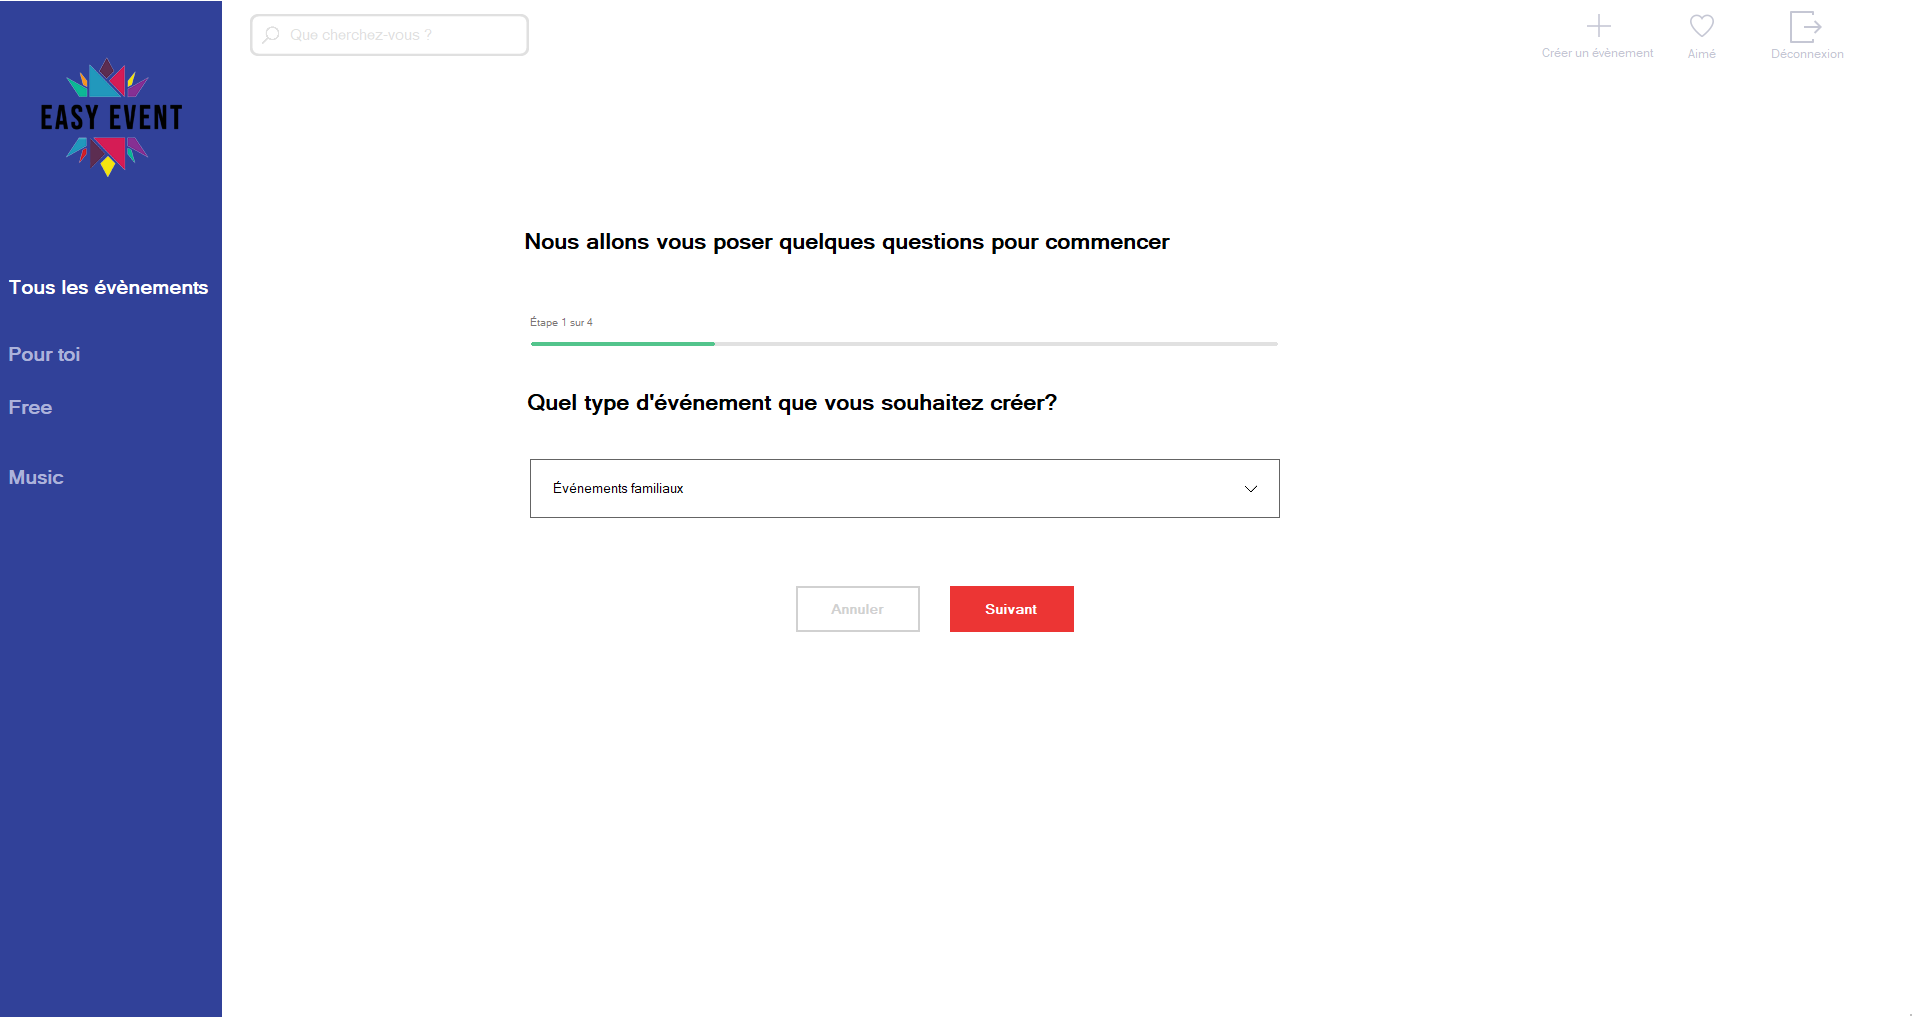 Que cherchez-vous ?
Créer un évènement
Aimé
Déconnexion
EASY EVENT
Tous les évènements
Pour toi
Free
Music
Nous allons vous poser quelques questions pour commencer
Étape 1 sur 4
Quel type d'événement que vous souhaitez créer?
Événements familiaux
Annuler
Suivant